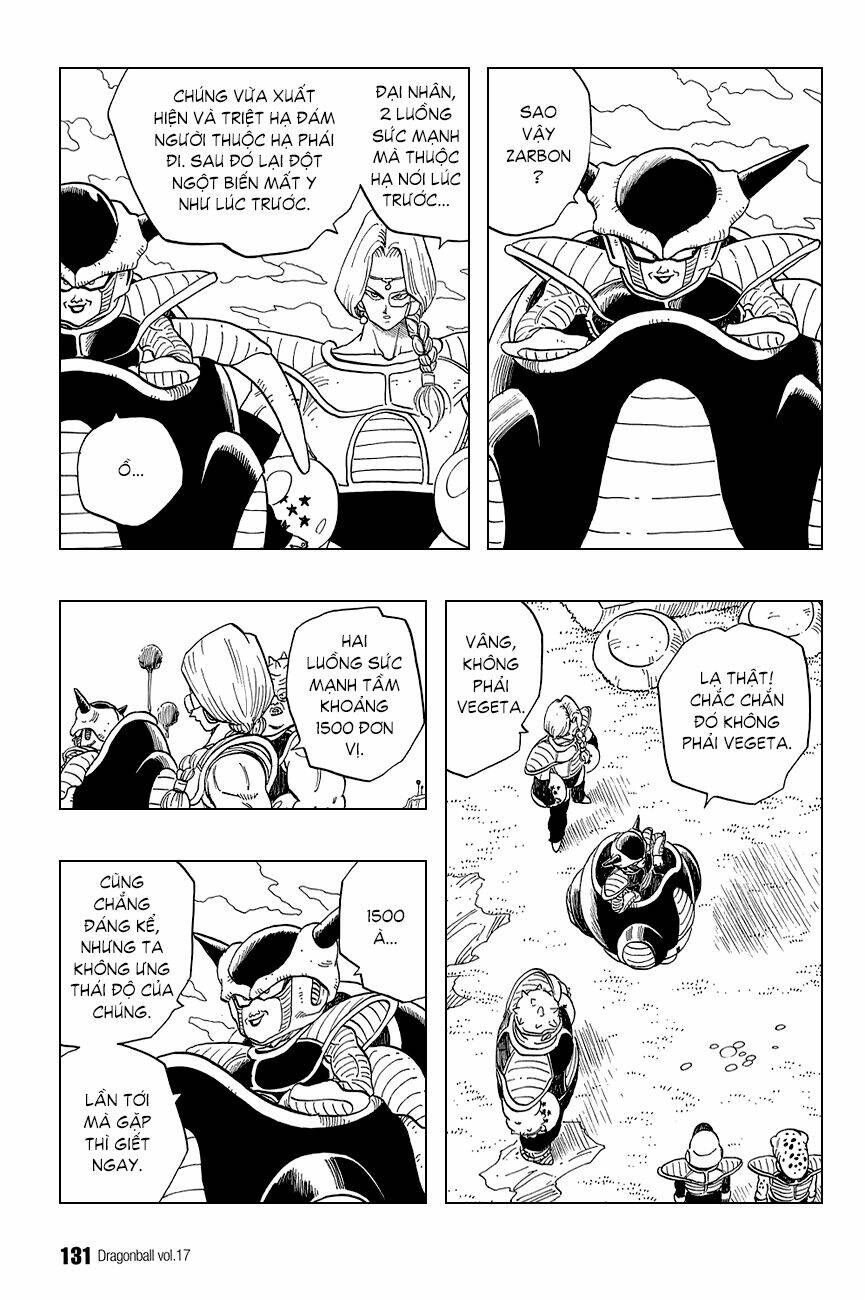 SAO
VẬY
ZARBON
?
ĐẠI NHÂN,
2 LUỒNG
SỨC MẠNH
MÀ THUỘC
HẠ NÓI LÚC
TRƯỚC...
CHÚNG VỪA XUẤT
HIỆN VÀ TRIỆT HẠ ĐÁM
NGƯỜI THUỘC HẠ PHÁI
ĐI. SAU ĐÓ LẠI ĐỘT
NGỘT BIẾN MẤT Y
NHƯ LÚC TRƯỚC.
Ồ...
LẠ THẬT!
CHẮC CHẮN
ĐÓ KHÔNG
PHẢI VEGETA.
VÂNG,
KHÔNG
PHẢI
VEGETA.
HAI
LUỒNG SỨC
MẠNH TẦM
KHOẢNG
1500 ĐƠN
VỊ.
1500
À...
CŨNG
CHẲNG
ĐÁNG KỂ,
NHƯNG TA
KHÔNG ƯNG
THÁI ĐỘ CỦA
CHÚNG.
LẦN TỚI
MÀ GẶP
THÌ GIẾT
NGAY.
131 Dragonball vol.17